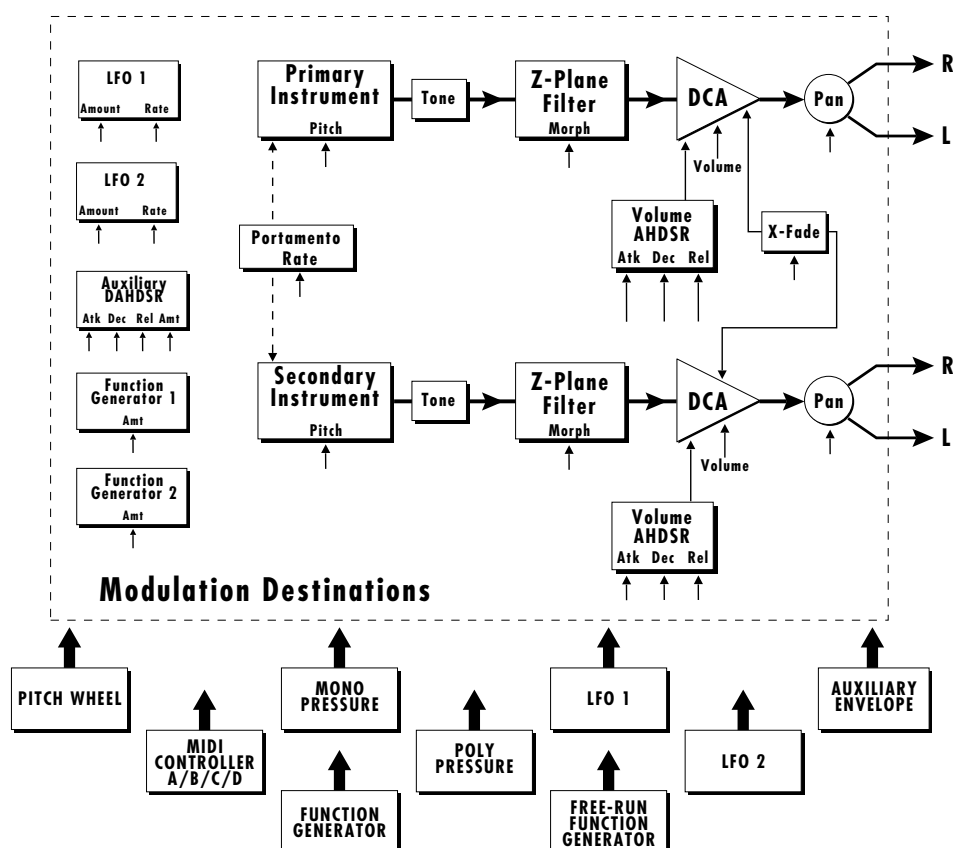 LFO 1
Amount Rate
LFO 2
Amount Rate
Auxiliary
DAHDSR
Atk Dec Rel Amt
Function
Generator 1
Amt
Function
Generator 2
Amt
Primary
Instrument
Pitch
Tone
Z-Plane
Filter
Morph
DCA
Volume
Pan
R
L
Portamento
Rate
Volume
AHDSR
Atk Dec Rel
X-Fade
Secondary
Instrument
Pitch
Tone
Z-Plane
Filter
Morph
DCA
Volume
Pan
R
L
Volume
AHDSR
Atk Dec Rel
Modulation Destinations
PITCH WHEEL
MONO
PRESSURE
LFO 1
AUXILIARY
ENVELOPE
MIDI
CONTROLLER
A/B/C/D
POLY
PRESSURE
LFO 2
FUNCTION
GENERATOR
FREE-RUN
FUNCTION
GENERATOR